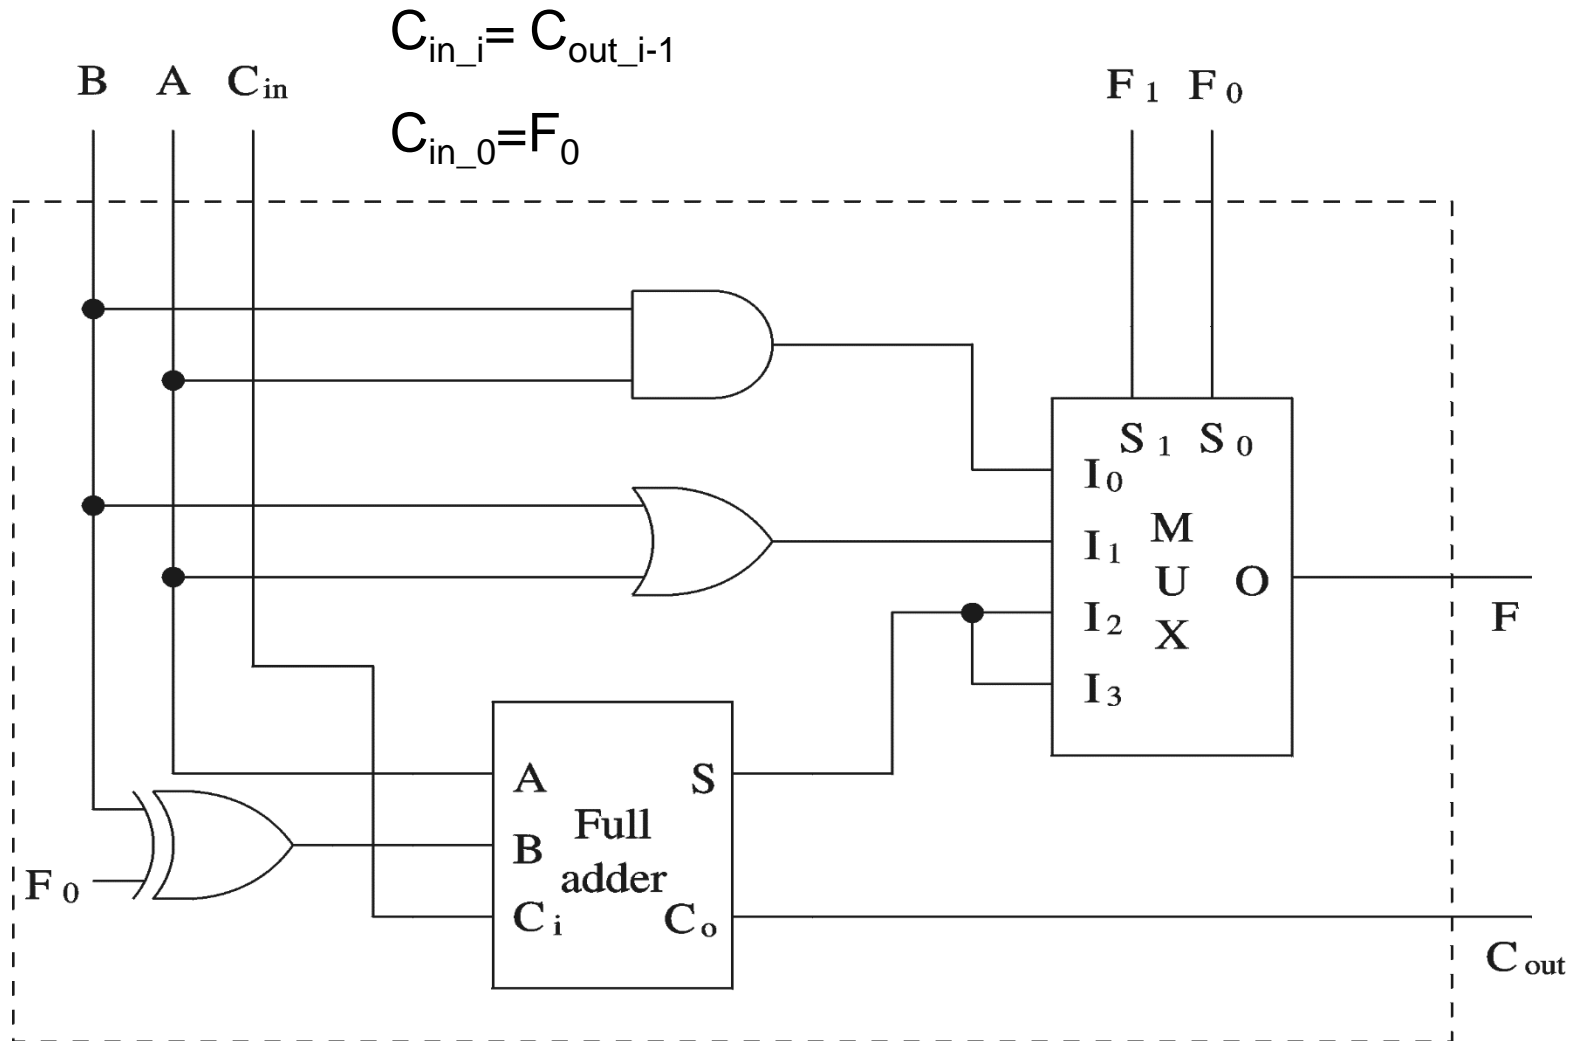 C_in_i= C_out_i-1
B A C_in
F_1 F_0
C_in_0=F_0
S_1 S_0
I_0
M
I_1
U O
I_2
X
F
I_3
A S
Full
B
adder
F_0
C_i C_o
C_out